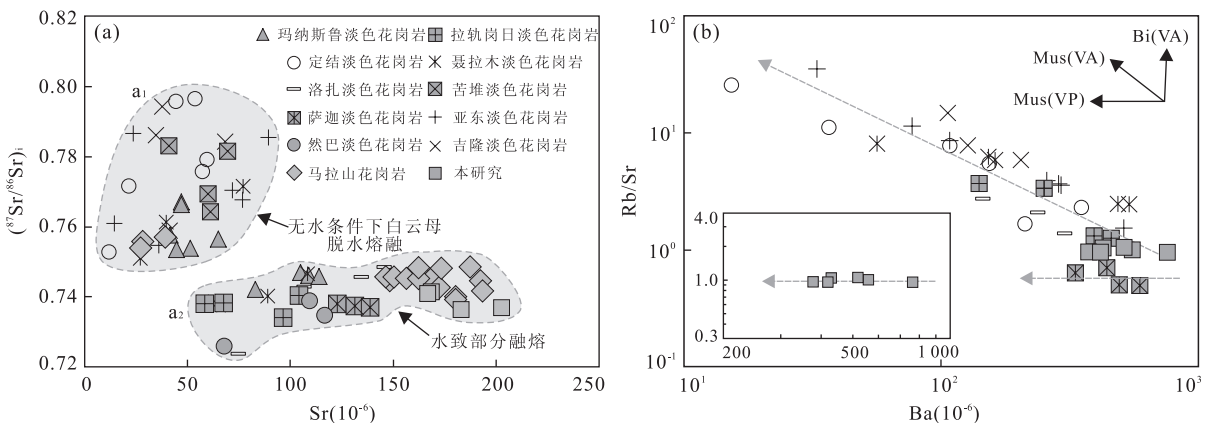 (a)
0.82
0.80
0.78
0.76
0.74
0.72
(⁸⁷Sr/⁸⁶Sr)ᵢ
0
50
100
150
200
250
Sr(10⁻⁶)
玛纳斯鲁淡色花岗岩 拉轨岗日淡色花岗岩
定结淡色花岗岩 聂拉木淡色花岗岩
洛扎淡色花岗岩 苦堆淡色花岗岩
萨迦淡色花岗岩 亚东淡色花岗岩
然巴淡色花岗岩 吉隆淡色花岗岩
马拉山花岗岩 本研究
a₁
无水条件下白云母
脱水熔融
a₂
水致部分融熔
(b)
10²
10¹
10⁰
10⁻¹
Rb/Sr
Bi(VA)
Mus(VA)
Mus(VP)
4.0
1.0
0.3
200
500
1 000
10¹
10²
10³
Ba(10⁻⁶)